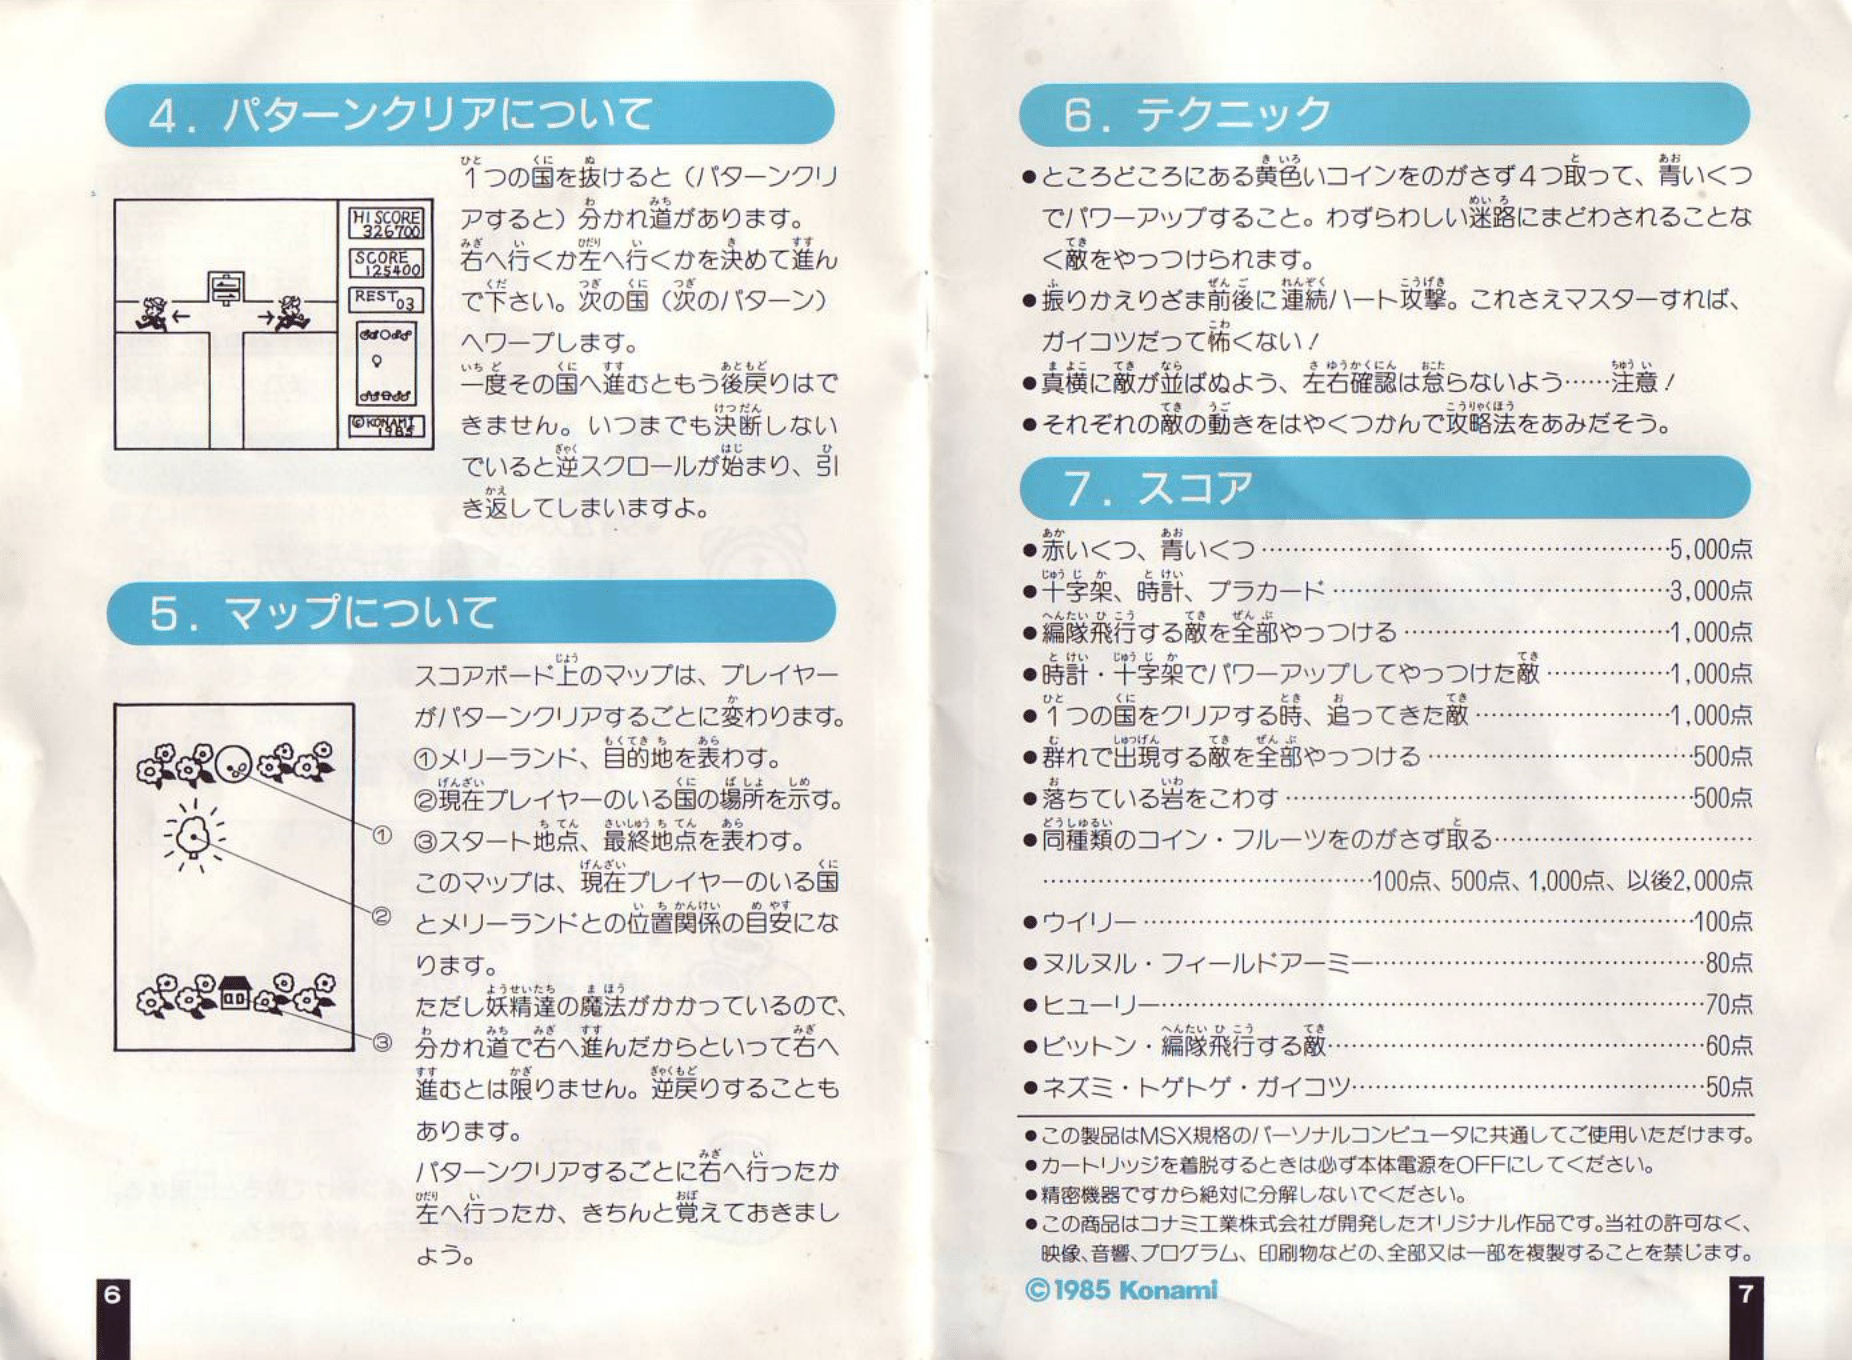 4. パターンクリアについて
1つの国を抜けると(パターンクリ
アすると)分かれ道があります。
右へ行くか左へ行くかを決めて進ん
で下さい。次の国(次のパターン)
へワープします。
一度その国へ進むともう後戻りはで
きません。いつまでも決断しない
でいると逆スクロールが始まり、引
き返してしまいますよ。
HI SCORE
326700
SCORE
125400
REST
03
©KONAMI
1985
5. マップについて
スコアボード上のマップは、プレイヤー
がパターンクリアするごとに変わります。
①メリーランド、目的地を表わす。
②現在プレイヤーのいる国の場所を示す。
③スタート地点、最終地点を表わす。
このマップは、現在プレイヤーのいる国
とメリーランドとの位置関係の目安にな
ります。
ただし妖精達の魔法がかかっているので、
分かれ道で右へ進んだからといって右へ
進むとは限りません。逆戻りすることも
あります。
パターンクリアするごとに右へ行ったか
左へ行ったか、きちんと覚えておきまし
ょう。
①
②
③
6
6. テクニック
●ところどころにある黄色いコインをのがさず4つ取って、青いくつ
でパワーアップすること。わずらわしい迷路にまどわされることな
く敵をやっつけられます。
●振りかえりざま前後に連続ハート攻撃。これさえマスターすれば、
ガイコツだって怖くない!
●真横に敵が並ばぬよう、左右確認は怠らないよう……注意!
●それぞれの敵の動きをはやくつかんで攻略法をあみだそう。
7. スコア
●赤いくつ、青いくつ……5,000点
●十字架、時計、プラカード……3,000点
●編隊飛行する敵を全部やっつける……1,000点
●時計・十字架でパワーアップしてやっつけた敵……1,000点
●1つの国をクリアする時、追ってきた敵……1,000点
●群れで出現する敵を全部やっつける……500点
●落ちている岩をこわす……500点
●同種類のコイン・フルーツをのがさず取る……
……100点、500点、1,000点、以後2,000点
●ウイリー……100点
●ヌルヌル・フィールドアーミー……80点
●ヒューリー……70点
●ビットン・編隊飛行する敵……60点
●ネズミ・トゲトゲ・ガイコツ……50点
●この製品はMSX規格のパーソナルコンピュータに共通してご使用いただけます。
●カートリッジを着脱するときは必ず本体電源をOFFにしてください。
●精密機器ですから絶対に分解しないでください。
●この商品はコナミ工業株式会社が開発したオリジナル作品です。当社の許可なく、
映像、音響、プログラム、印刷物などの、全部又は一部を複製することを禁じます。
©1985 Konami
7